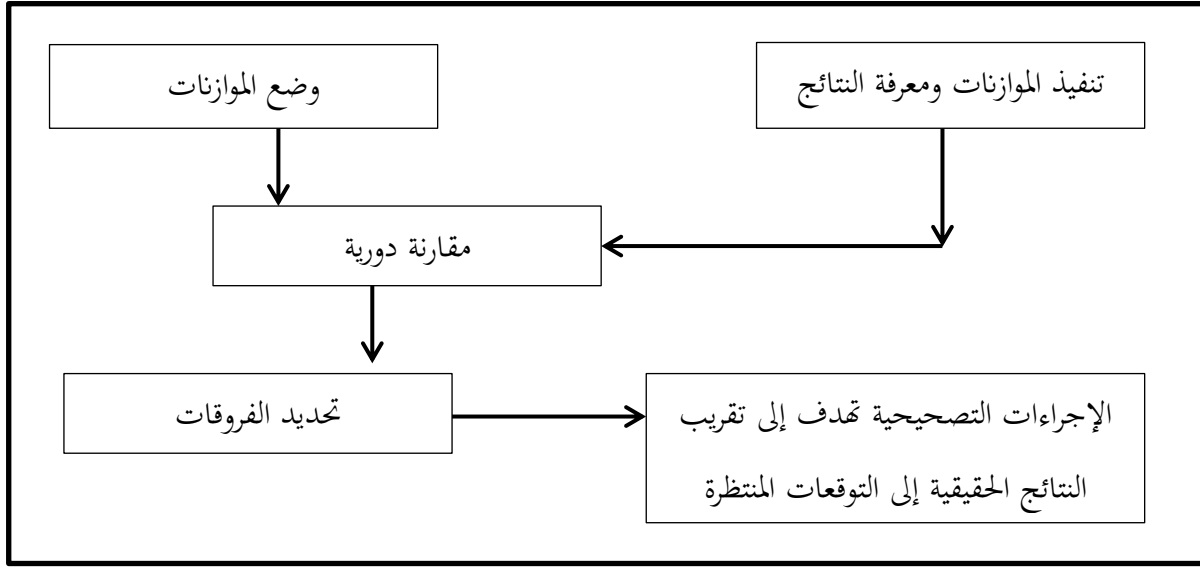 تنفيذ الموازنات ومعرفة النتائج
وضع الموازنات
مقارنة دورية
تحديد الفروقات
الإجراءات التصحيحية تهدف إلى تقريب
النتائج الحقيقية إلى التوقعات المنتظرة